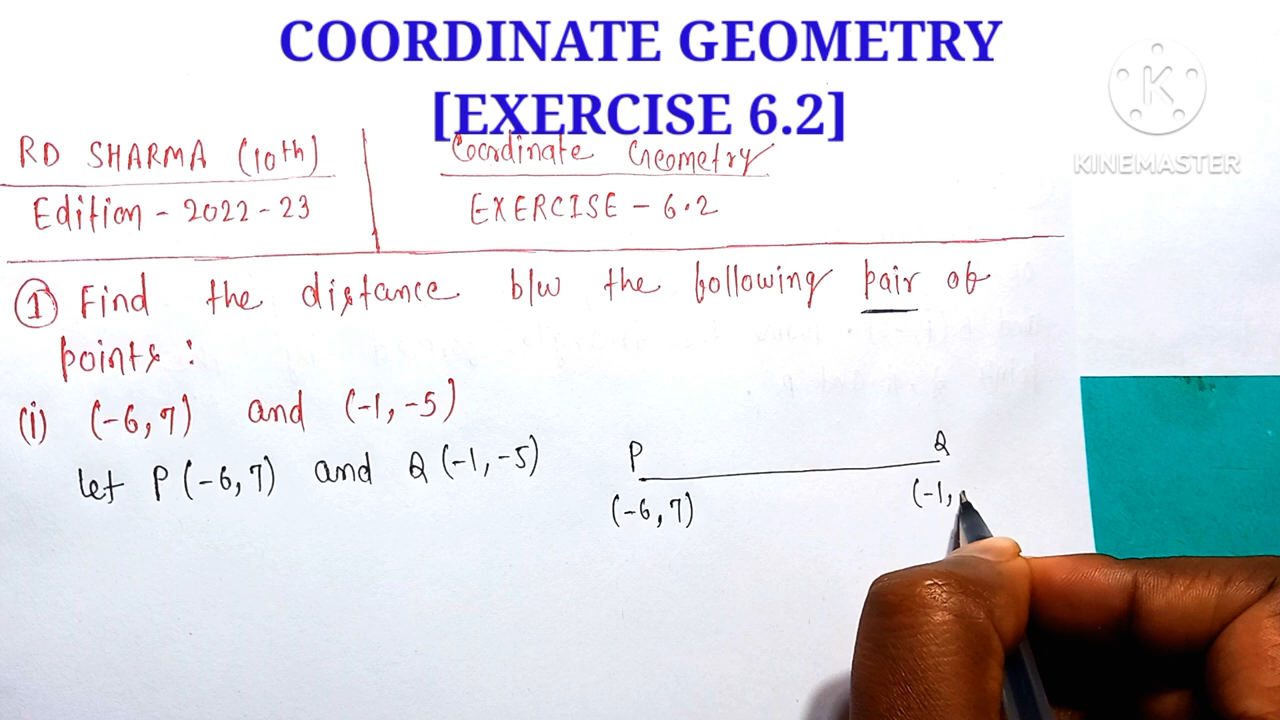 COORDINATE GEOMETRY
[EXERCISE 6.2]
K
KINEMASTER
RD SHARMA (10th)
Edition - 2022-23
Coordinate Geometry
EXERCISE - 6.2
① Find the distance b/w the following pair of
points :
(i) (-6, 7) and (-1, -5)
let P(-6, 7) and Q(-1, -5)
P Q
(-6, 7) (-1,